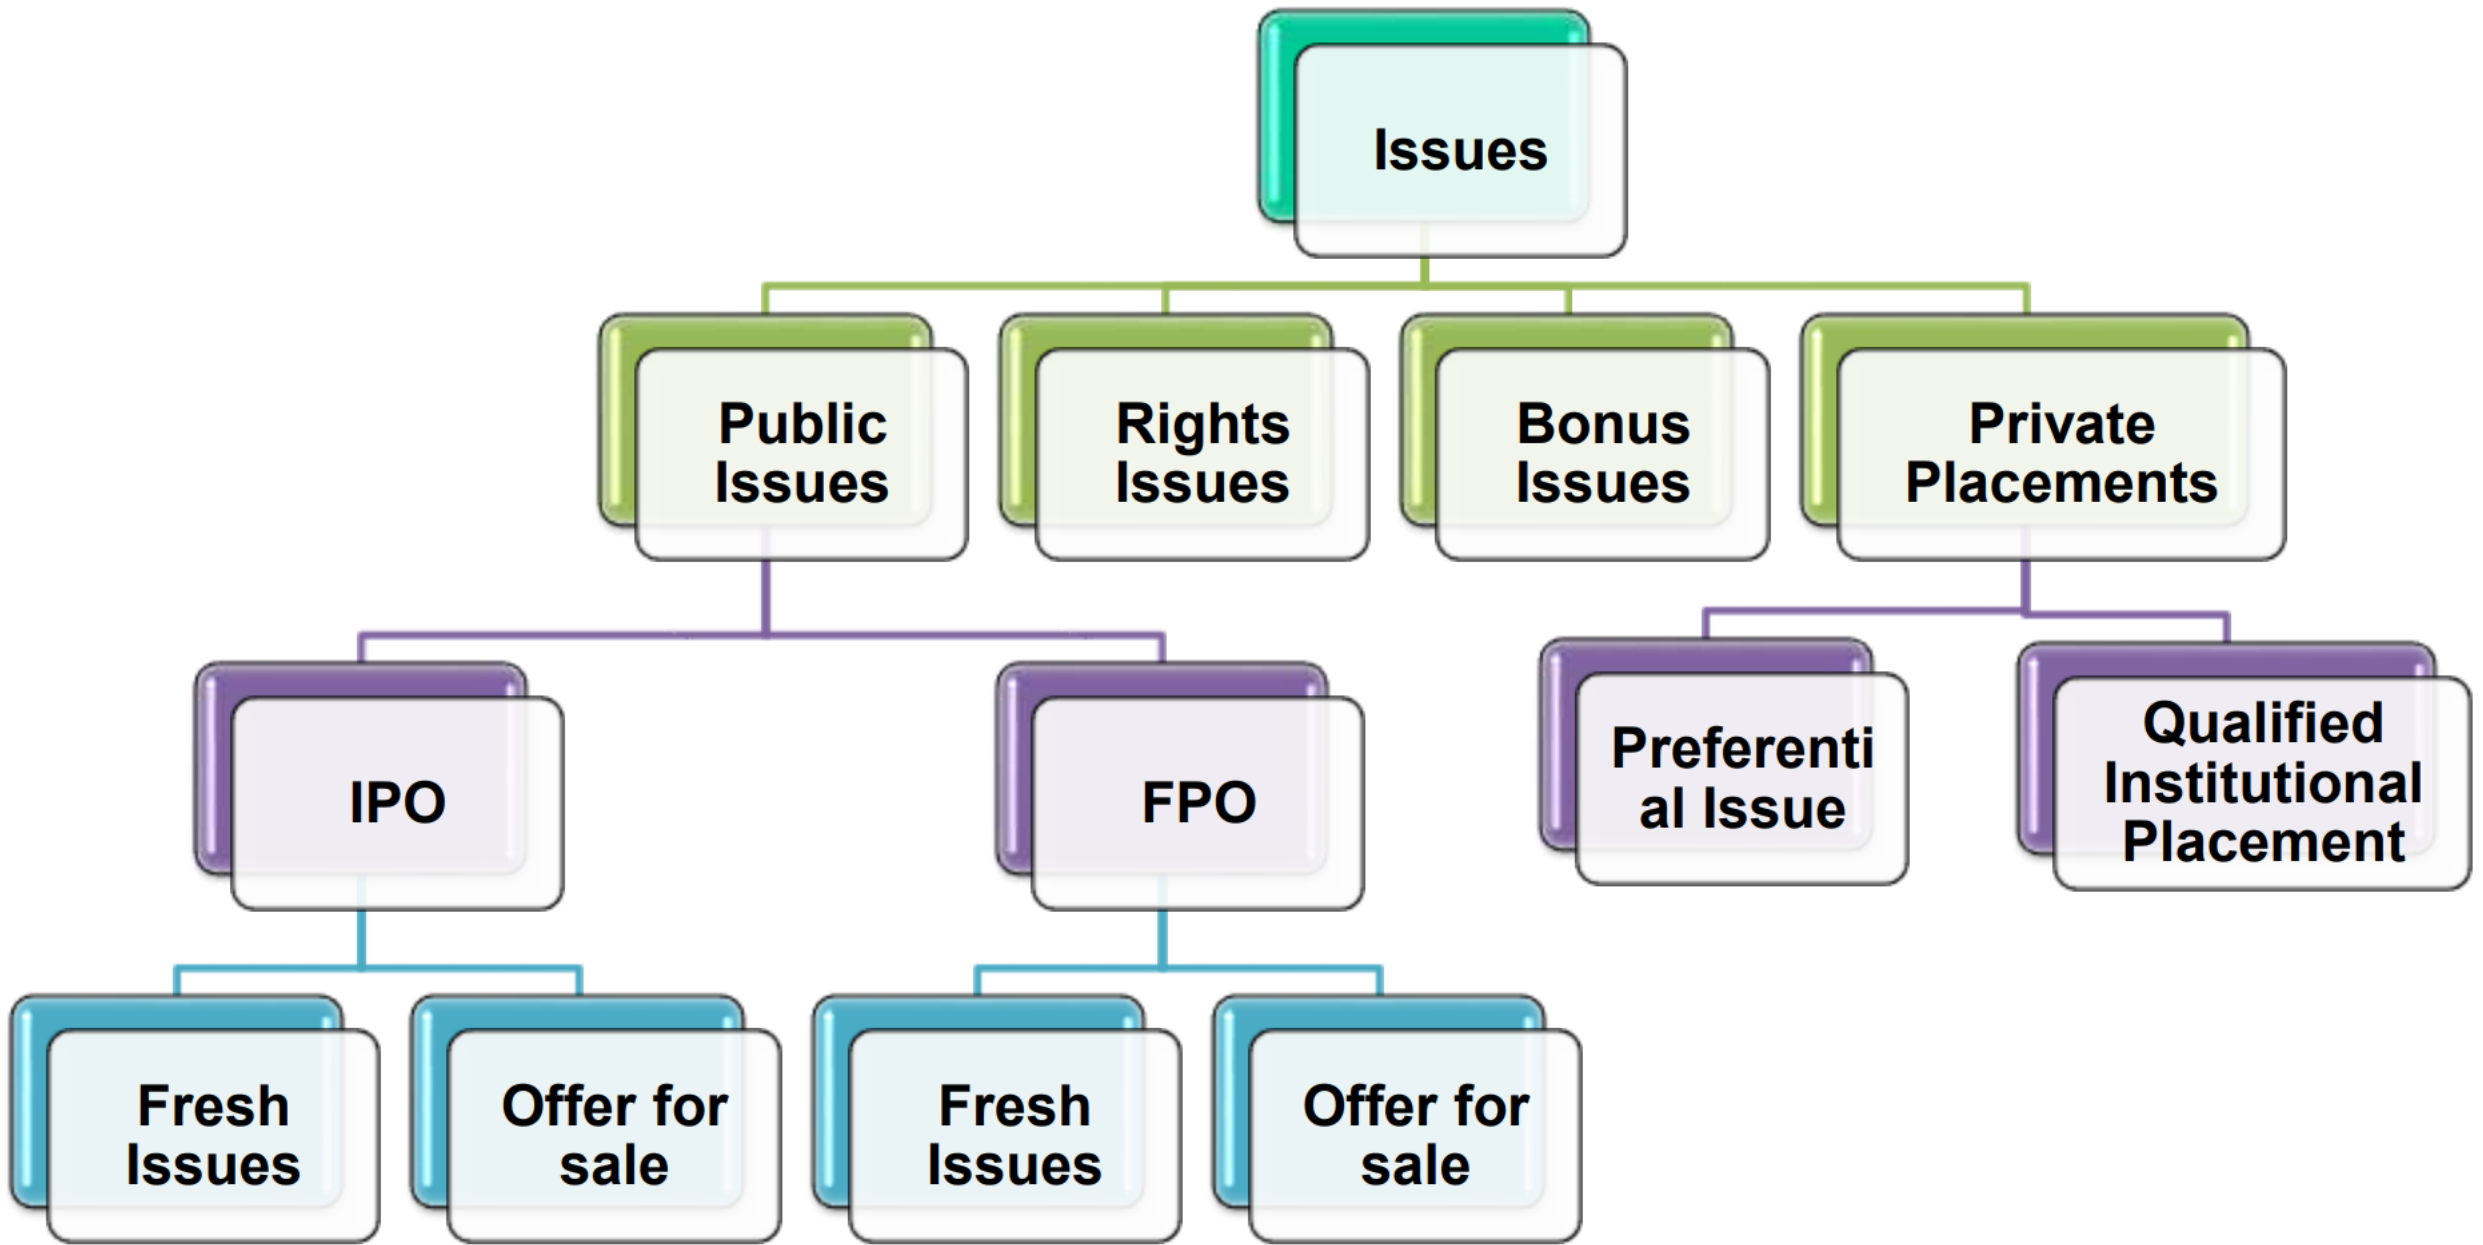 Issues
Public
Issues
Rights
Issues
Bonus
Issues
Private
Placements
IPO
FPO
Preferenti
al Issue
Qualified
Institutional
Placement
Fresh
Issues
Offer for
sale
Fresh
Issues
Offer for
sale